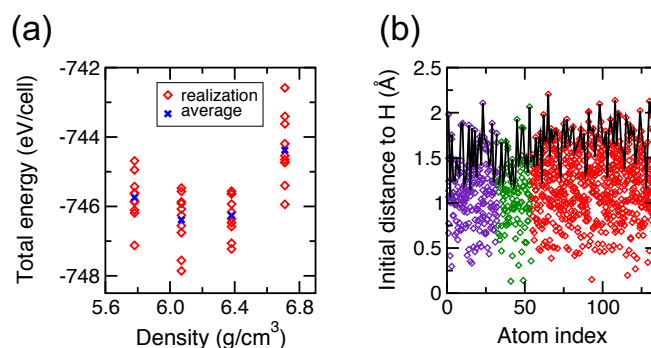 (a)
Total energy (eV/cell)
-742
-744
-746
-748
realization
average
5.6
6.0
6.4
6.8
Density (g/cm³)
(b)
Initial distance to H (Å)
2.5
2
1.5
1
0.5
0
0
50
100
Atom index